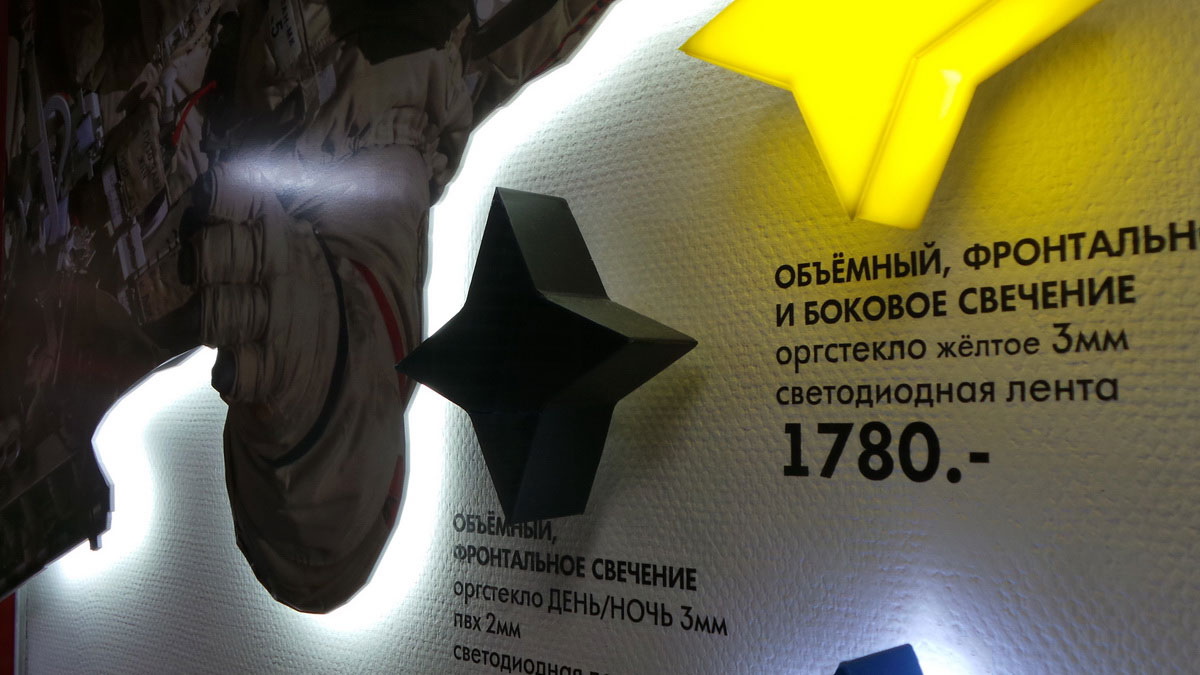 ОБЪЁМНЫЙ, ФРОНТАЛЬН
И БОКОВОЕ СВЕЧЕНИЕ
оргстекло жёлтое 3мм
светодиодная лента
1780.-
ОБЪЁМНЫЙ,
ФРОНТАЛЬНОЕ СВЕЧЕНИЕ
оргстекло ДЕНЬ/НОЧЬ 3мм
пвх 2мм
светодиодная